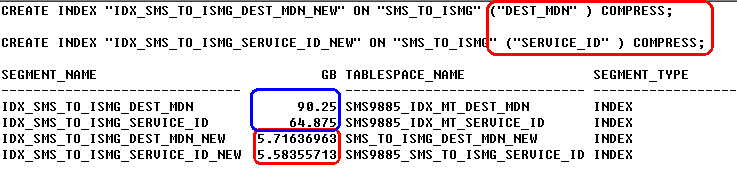 CREATE INDEX "IDX_SMS_TO_ISMG_DEST_MDN_NEW" ON "SMS_TO_ISMG" ("DEST_MDN" ) COMPRESS;
CREATE INDEX "IDX_SMS_TO_ISMG_SERVICE_ID_NEW" ON "SMS_TO_ISMG" ("SERVICE_ID" ) COMPRESS;
SEGMENT_NAME GB TABLESPACE_NAME SEGMENT_TYPE
IDX_SMS_TO_ISMG_DEST_MDN 90.25 SMS9885_IDX_MT_DEST_MDN INDEX
IDX_SMS_TO_ISMG_SERVICE_ID 64.875 SMS9885_IDX_MT_SERVICE_ID INDEX
IDX_SMS_TO_ISMG_DEST_MDN_NEW 5.71636963 SMS_TO_ISMG_DEST_MDN_NEW INDEX
IDX_SMS_TO_ISMG_SERVICE_ID_NEW 5.58355713 SMS9885_SMS_TO_ISMG_SERVICE_ID INDEX